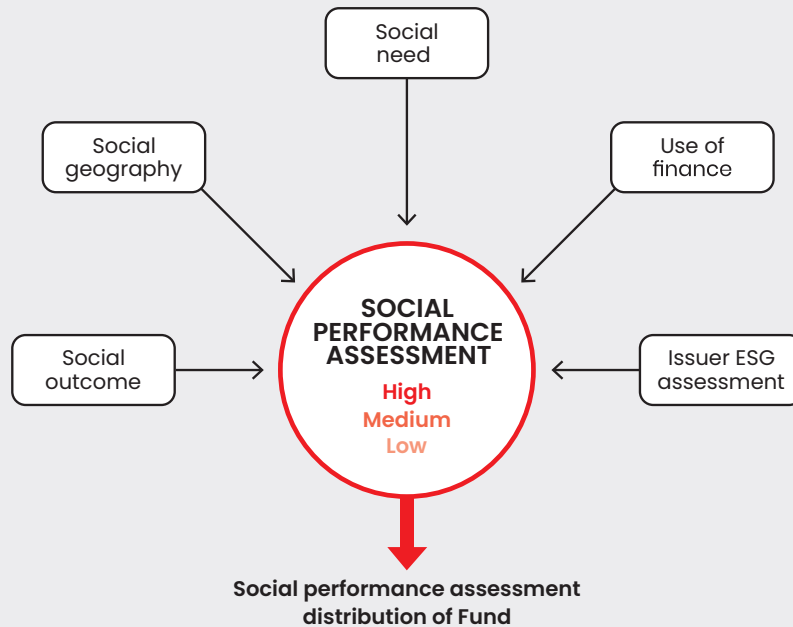 Social
need
Social
geography
Use of
finance
SOCIAL
PERFORMANCE
ASSESSMENT
High
Medium
Low
Social
outcome
Issuer ESG
assessment
Social performance assessment
distribution of Fund